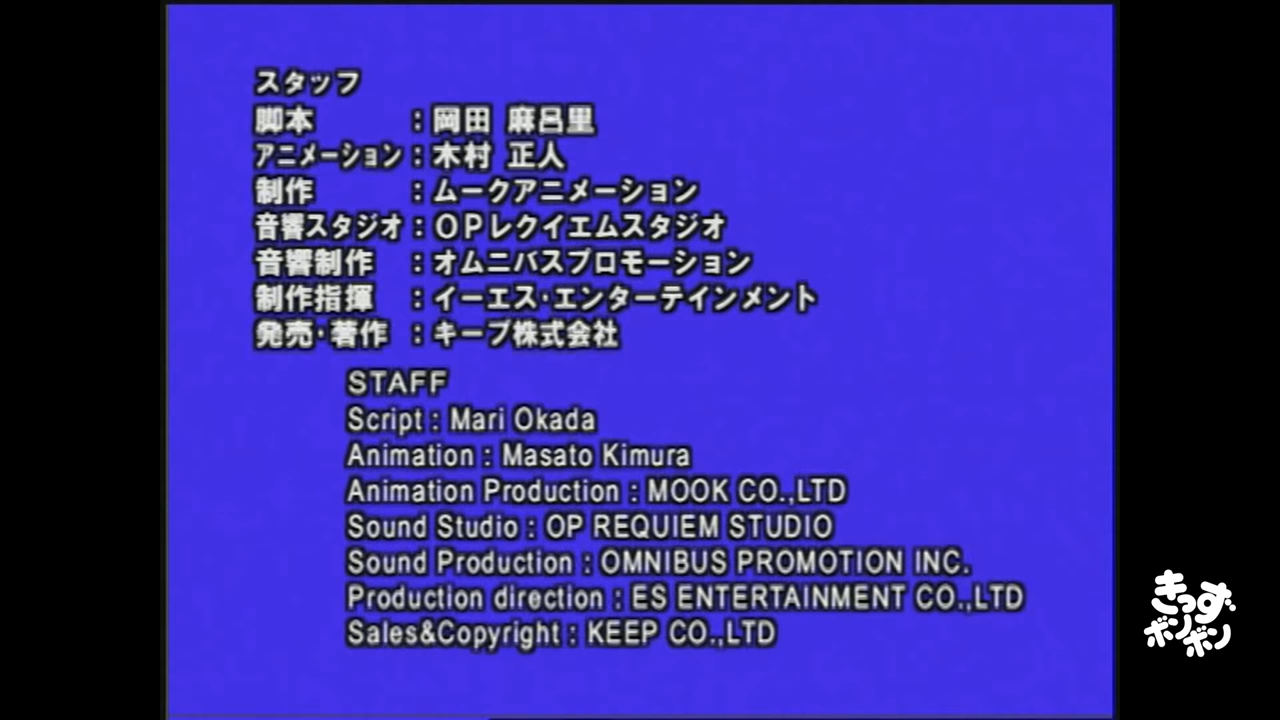 スタッフ
脚本 : 岡田 麻呂里
アニメーション : 木村 正人
制作 : ムークアニメーション
音響スタジオ : OPレクイエムスタジオ
音響制作 : オムニバスプロモーション
制作指揮 : イーエス・エンターテインメント
発売・著作 : キープ株式会社
STAFF
Script : Mari Okada
Animation : Masato Kimura
Animation Production : MOOK CO.,LTD
Sound Studio : OP REQUIEM STUDIO
Sound Production : OMNIBUS PROMOTION INC.
Production direction : ES ENTERTAINMENT CO.,LTD
Sales&Copyright : KEEP CO.,LTD
きっず
ボンボン